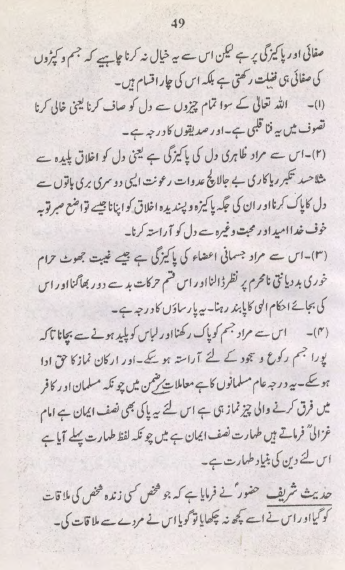 49
صفائی اور پاکیزگی پر ہے لیکن اس سے یہ خیال نہ کرنا چاہیے کہ جسم و کپڑوں
کی صفائی ہی فضیلت رکھتی ہے بلکہ اس کی چار اقسام ہیں۔
(۱)۔ اللہ تعالیٰ کے سوا تمام چیزوں سے دل کو صاف کرنا یعنی خالی کرنا
تصوف میں یہ فنا قلبی ہے۔ اور صدیقوں کا درجہ ہے۔
(۲)۔ اس سے مراد ظاہری دل کی پاکیزگی ہے یعنی دل کو اخلاق پلیدہ سے
مثلا حسد تکبر ریاکاری بے جا لالچ عدوات رعونت ایسی دوسری بری باتوں سے
دل کا پاک کرنا اور ان کی جگہ پاکیزہ و پسندیدہ اخلاق کو اپنانا جیسے تواضع صبر توبہ
خوف خدا امید اور محبت وغیرہ سے دل کو آراستہ کرنا۔
(۳)۔ اس سے مراد جسمانی اعضاء کی پاکیزگی ہے جیسے غیبت جھوٹ حرام
خوری بددیانتی نامحرم پر نظر ڈالنا اور اس قسم حرکات بد سے دور بھاگنا اور اس
کی بجائے احکام الہی کا پابند رہنا۔ یہ پارساؤں کا درجہ ہے۔
(۴)۔ اس سے مراد جسم کو پاک رکھنا اور لباس کو پلید ہونے سے بچانا تاکہ
پورا جسم رکوع و سجود کے لئے آراستہ ہو سکے۔ اور ارکان نماز کا حق ادا
ہو سکے۔ یہ درجہ عام مسلمانوں کا ہے معاملات کے ضمن میں چونکہ مسلمان اور کافر
میں فرق کرنے والی چیز نماز ہی ہے اس لئے یہ پاکی بھی نصف ایمان ہے امام
غزالیؒ فرماتے ہیں طہارت نصف ایمان ہے میں چونکہ لفظ طہارت پہلے آیا ہے
اس لئے دین کی بنیاد طہارت ہے۔
حدیث شریف حضورؐ نے فرمایا ہے کہ جو شخص کسی زندہ شخص کی ملاقات
کو گیا اور اس نے اسے کچھ نہ چکھایا تو گویا اس نے مردے سے ملاقات کی۔